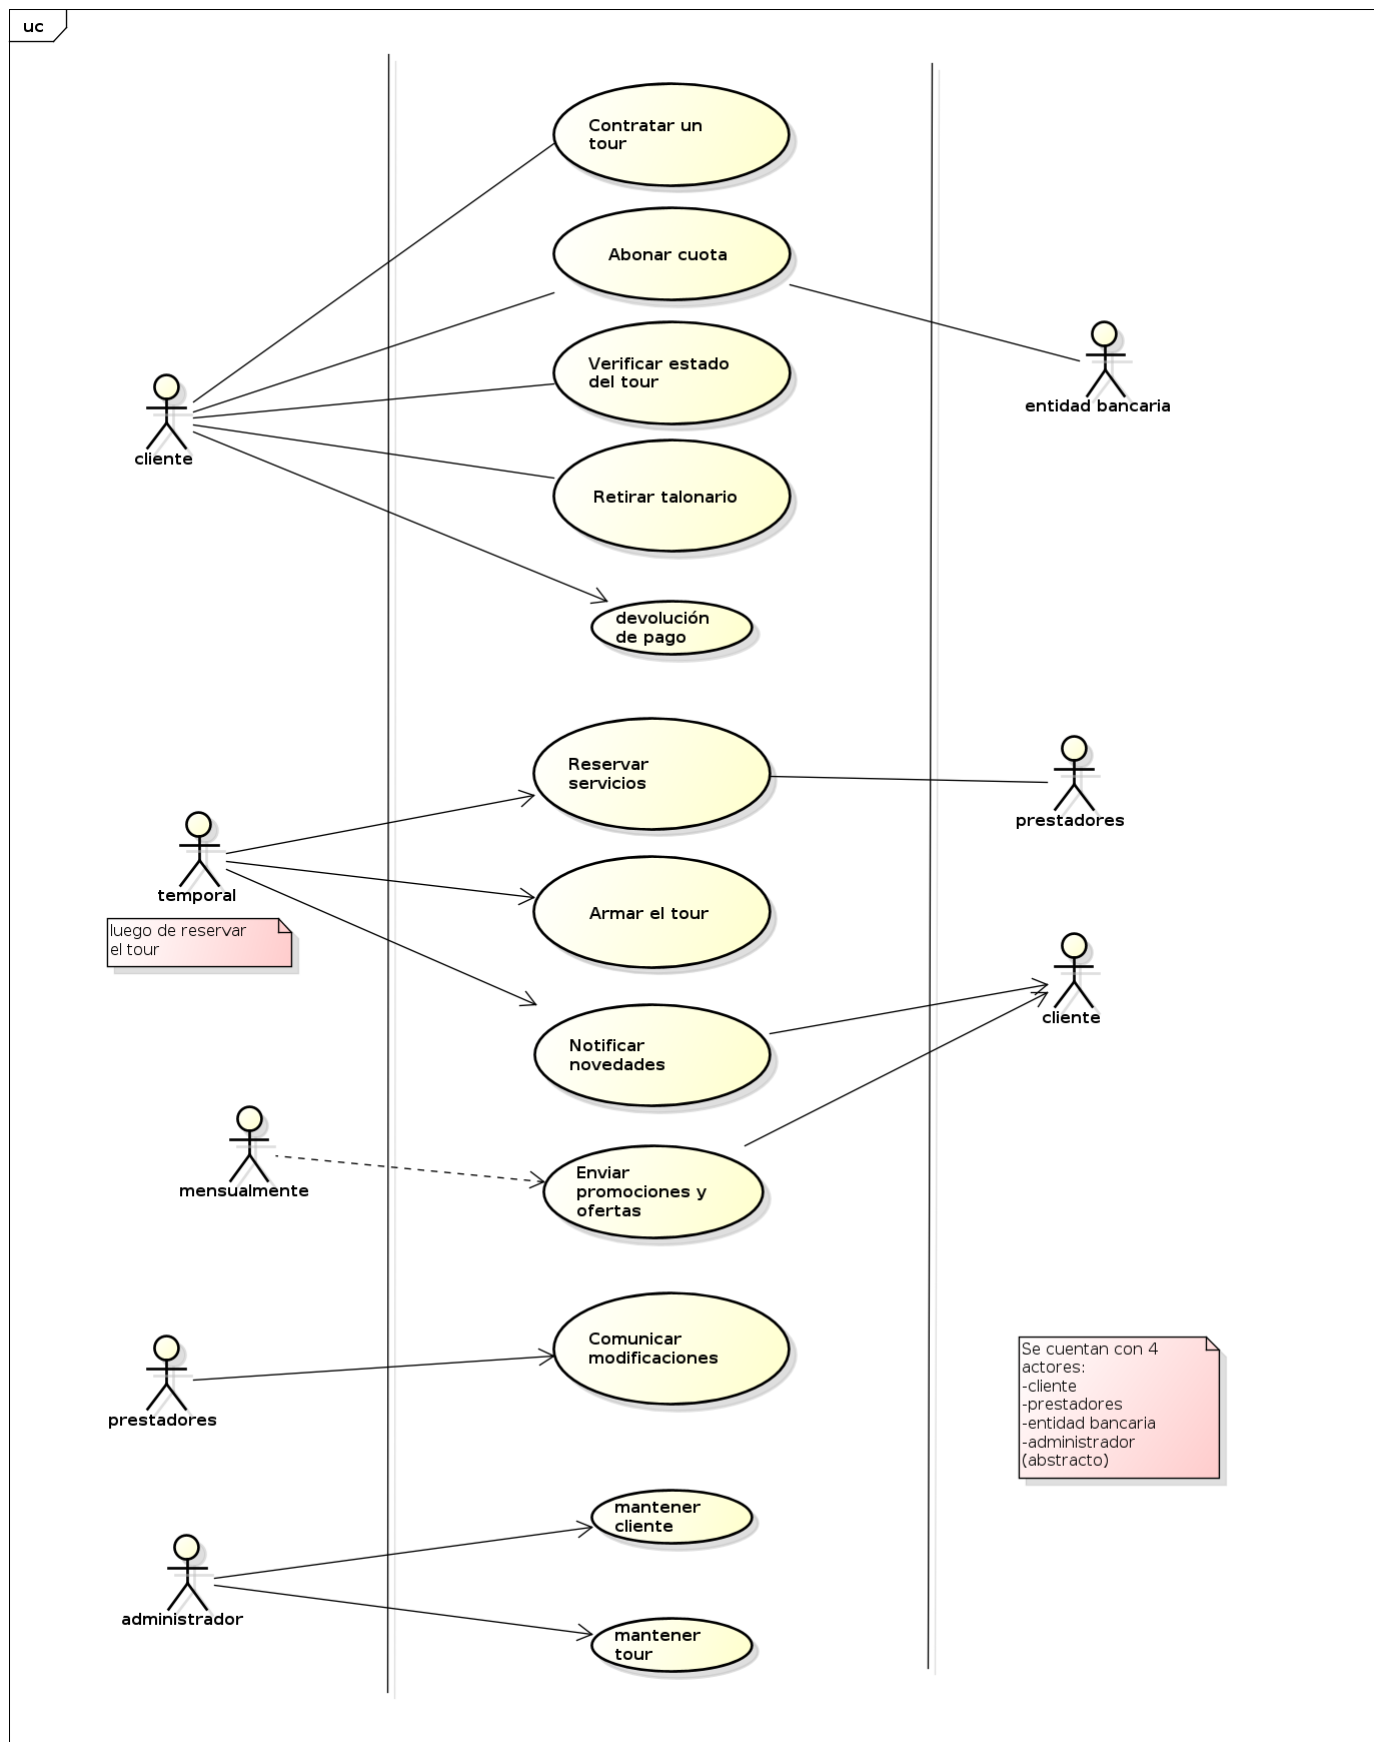 uc
Contratar un
tour
Abonar cuota
Verificar estado
del tour
entidad bancaria
cliente
Retirar talonario
devolución
de pago
Reservar
servicios
prestadores
temporal
luego de reservar
el tour
Armar el tour
cliente
Notificar
novedades
mensualmente
Enviar
promociones y
ofertas
Comunicar
modificaciones
prestadores
Se cuentan con 4
actores:
-cliente
-prestadores
-entidad bancaria
-administrador
(abstracto)
mantener
cliente
administrador
mantener
tour